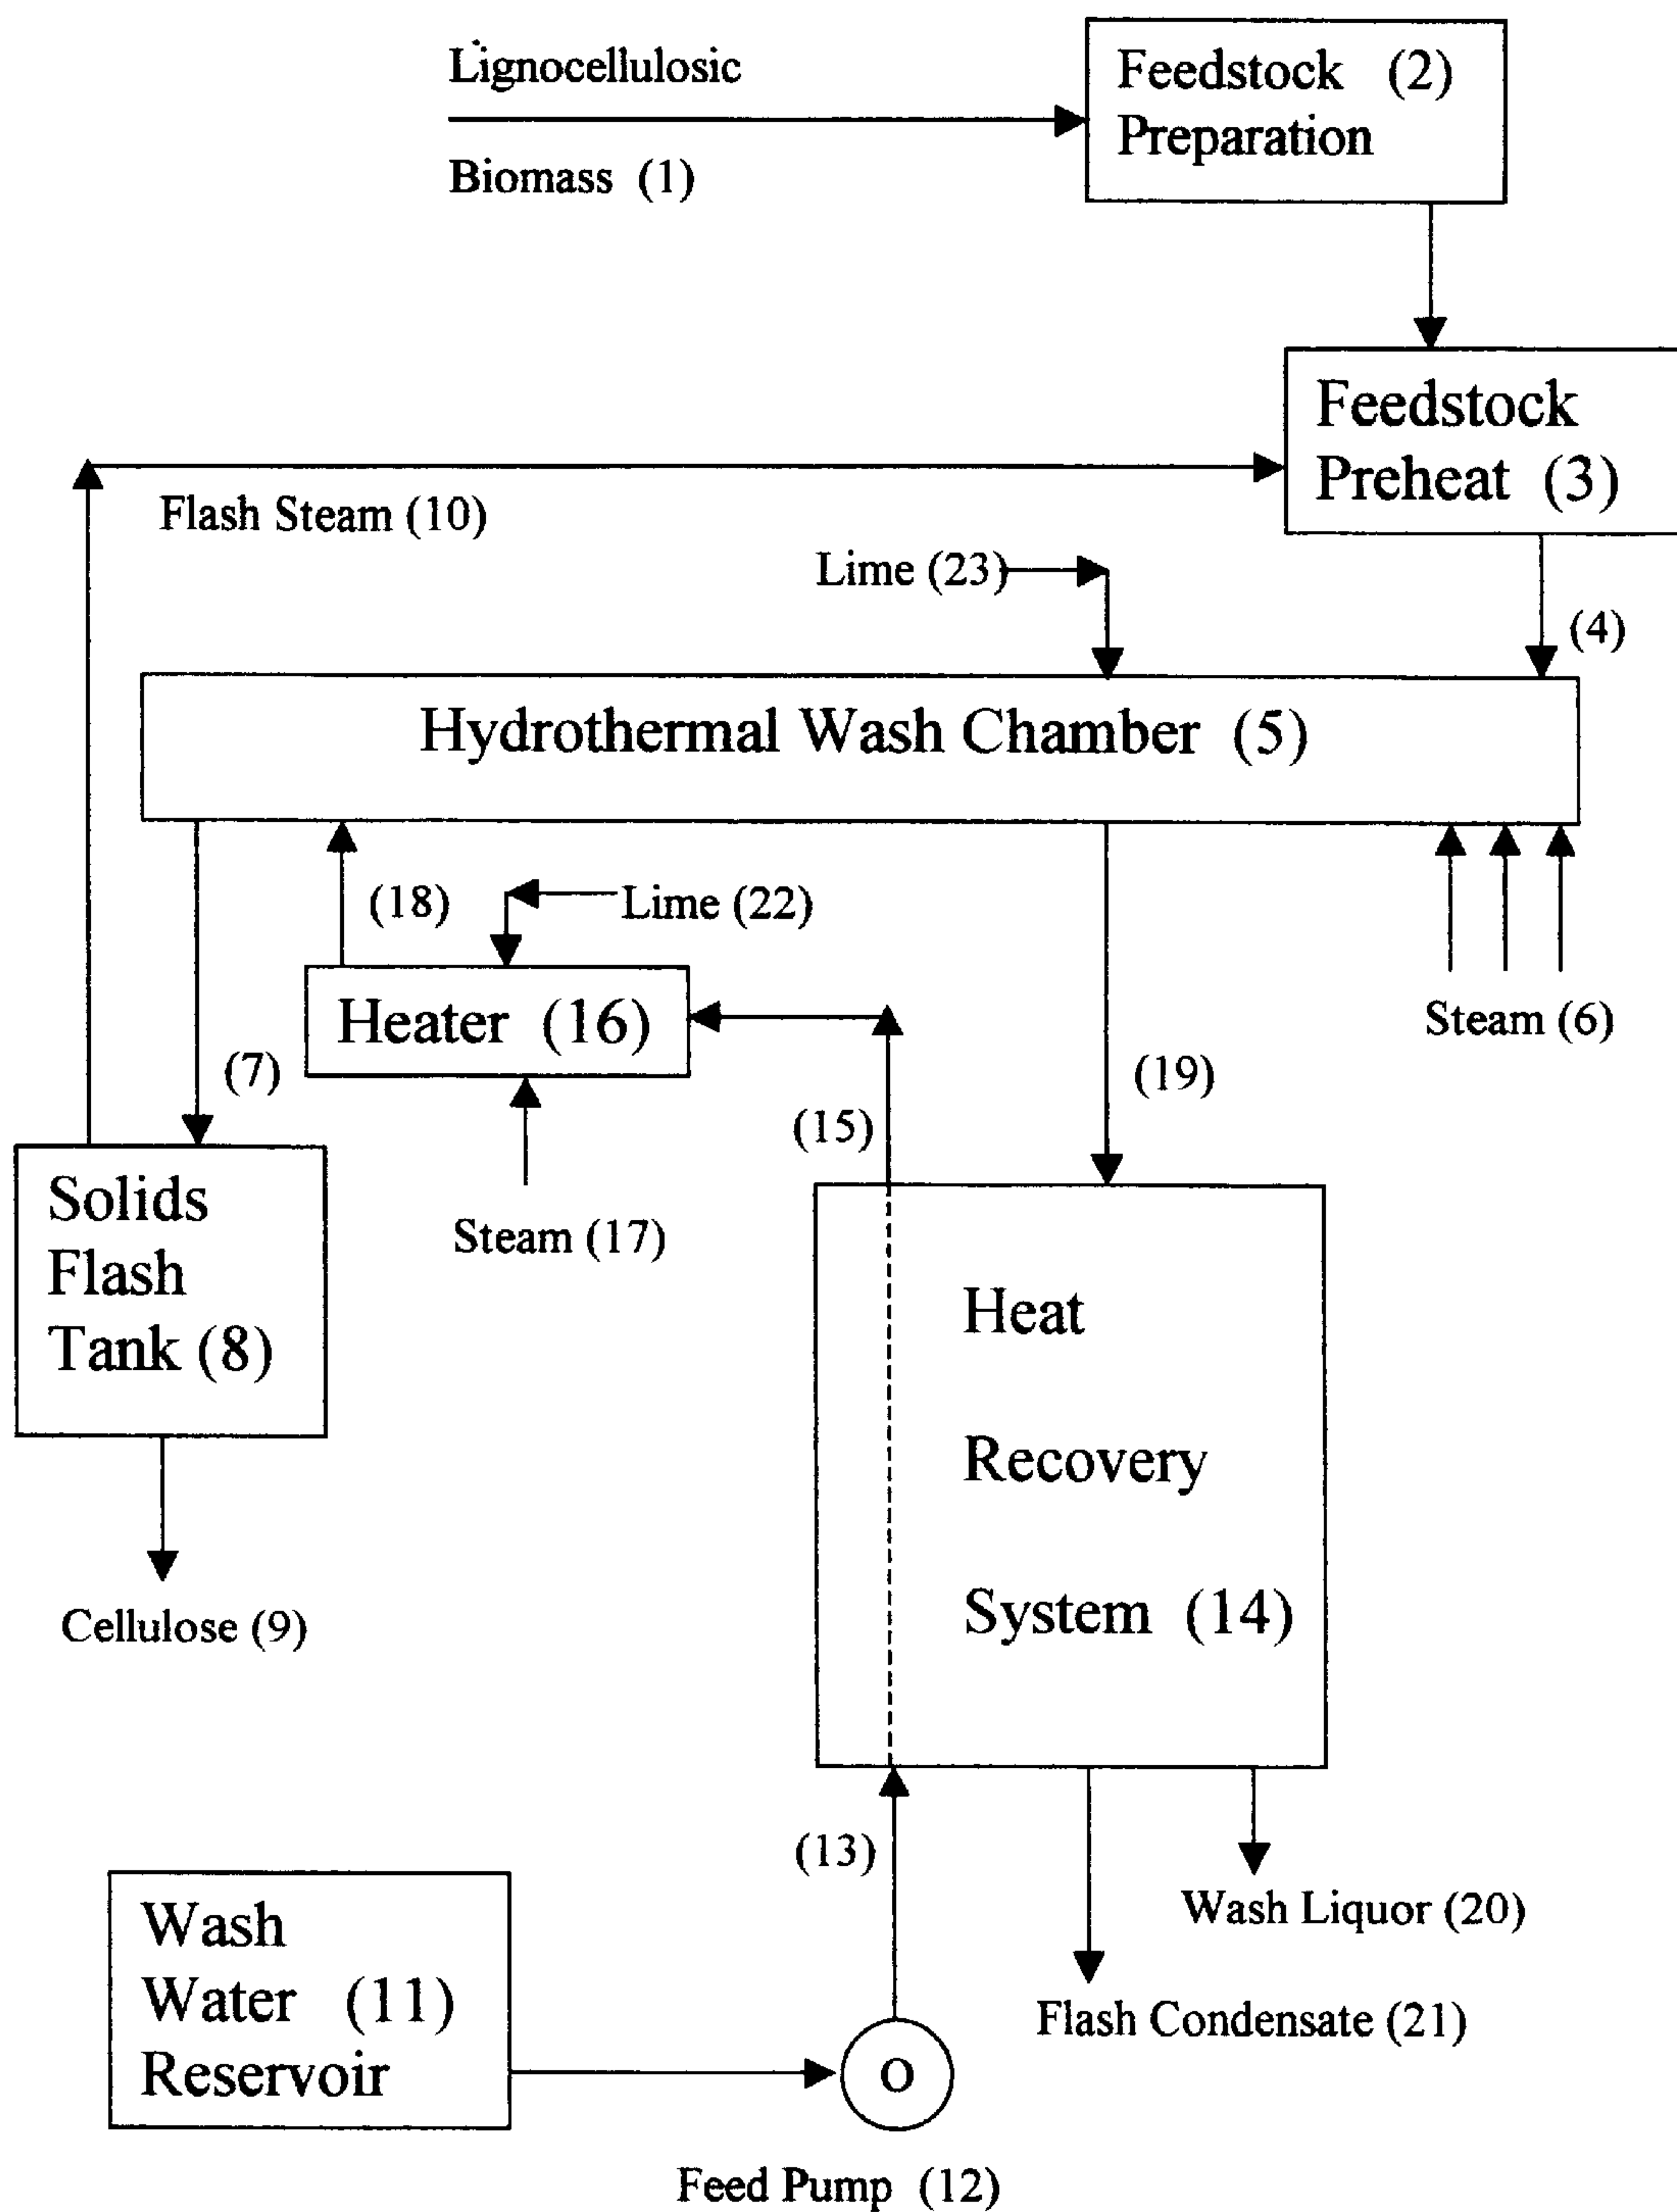 Lignocellulosic
Biomass (1)
Feedstock (2)
Preparation
Feedstock
Preheat (3)
Flash Steam (10)
Lime (23)
(4)
Hydrothermal Wash Chamber (5)
(18)
Lime (22)
Heater (16)
Steam (6)
(7)
(19)
(15)
Steam (17)
Solids
Flash
Tank (8)
Heat
Recovery
System (14)
Cellulose (9)
(13)
Wash Liquor (20)
Wash
Water (11)
Reservoir
Flash Condensate (21)
O
Feed Pump (12)